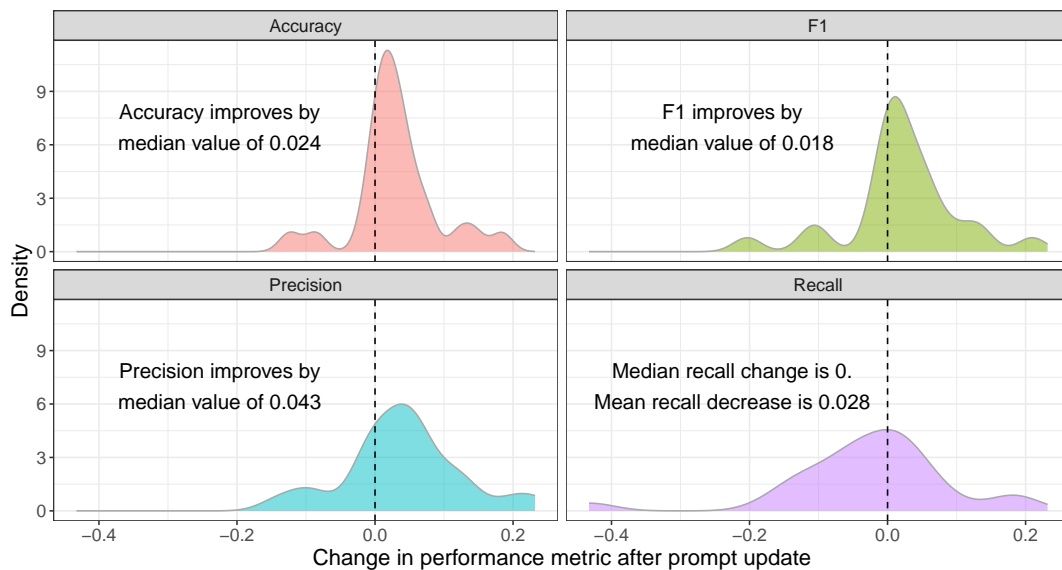 Accuracy
F1
Accuracy improves by
median value of 0.024
F1 improves by
median value of 0.018
9
6
3
0
Density
Precision
Recall
Precision improves by
median value of 0.043
Median recall change is 0.
Mean recall decrease is 0.028
9
6
3
0
−0.4
−0.2
0.0
0.2
−0.4
−0.2
0.0
0.2
Change in performance metric after prompt update